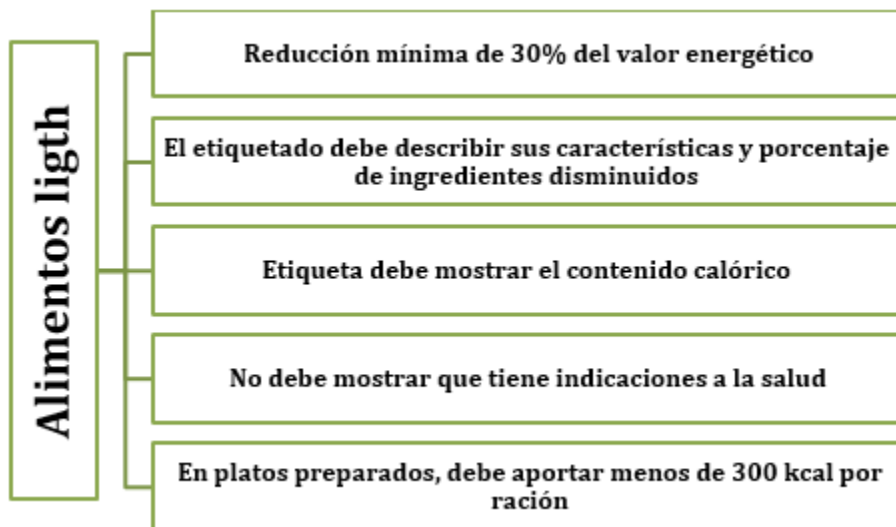 Alimentos ligth
Reducción mínima de 30% del valor energético
El etiquetado debe describir sus características y porcentaje
de ingredientes disminuidos
Etiqueta debe mostrar el contenido calórico
No debe mostrar que tiene indicaciones a la salud
En platos preparados, debe aportar menos de 300 kcal por
ración